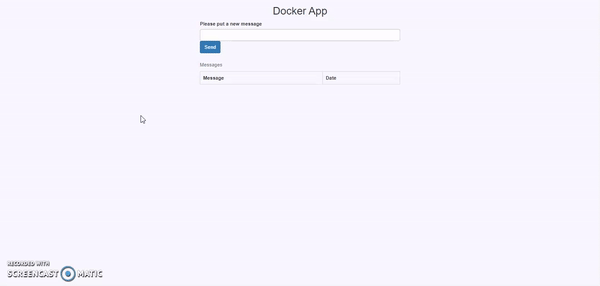 Docker App
Please put a new message
Send
Messages
Message Date
RECORDED WITH
SCREENCAST MATIC